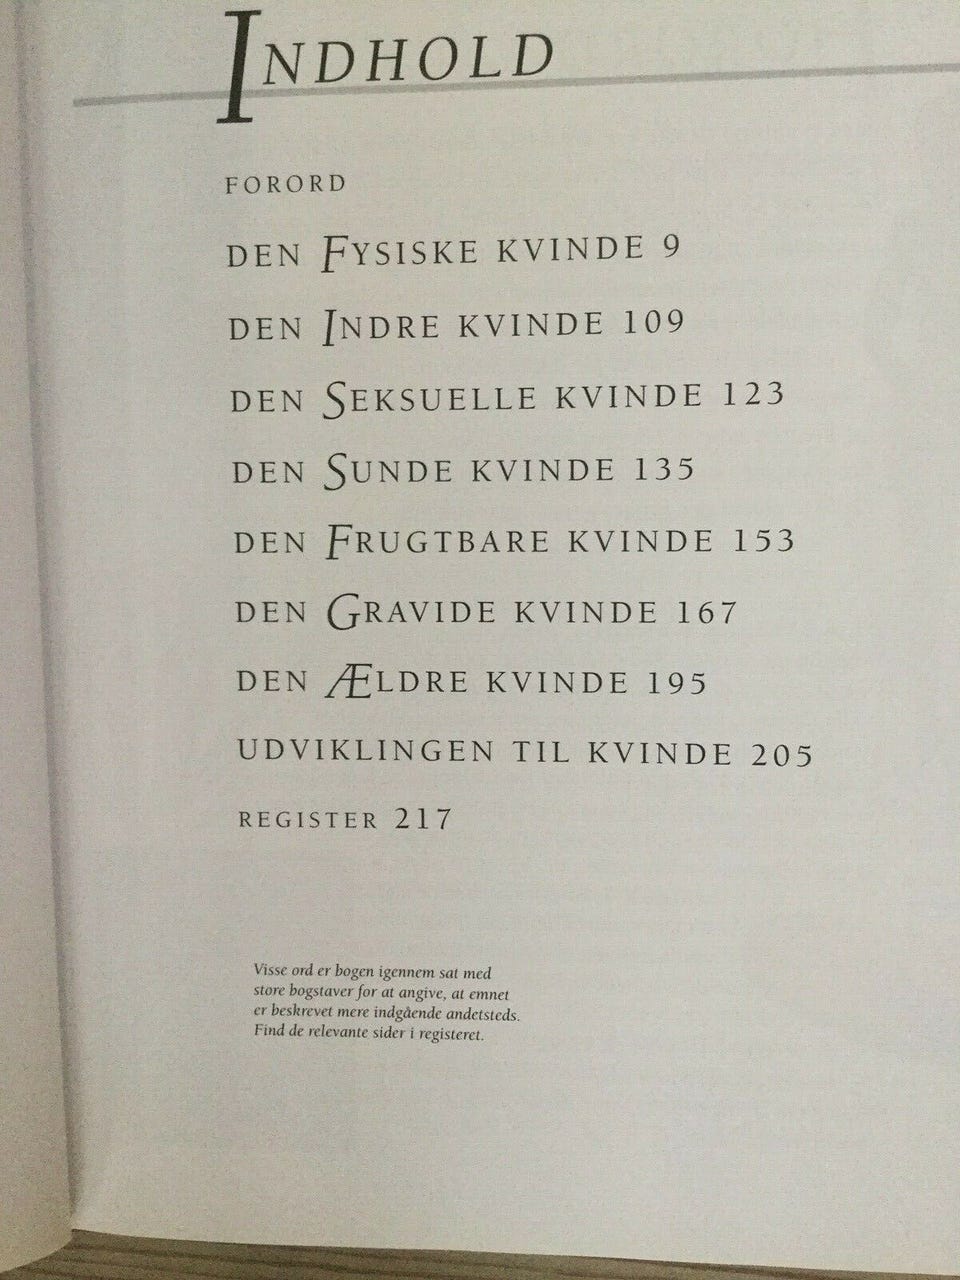 INDHOLD
FORORD
DEN FYSISKE KVINDE 9
DEN INDRE KVINDE 109
DEN SEKSUELLE KVINDE 123
DEN SUNDE KVINDE 135
DEN FRUGTBARE KVINDE 153
DEN GRAVIDE KVINDE 167
DEN ÆLDRE KVINDE 195
UDVIKLINGEN TIL KVINDE 205
REGISTER 217
Visse ord er bogen igennem sat med
store bogstaver for at angive, at emnet
er beskrevet mere indgående andetsteds.
Find de relevante sider i registeret.